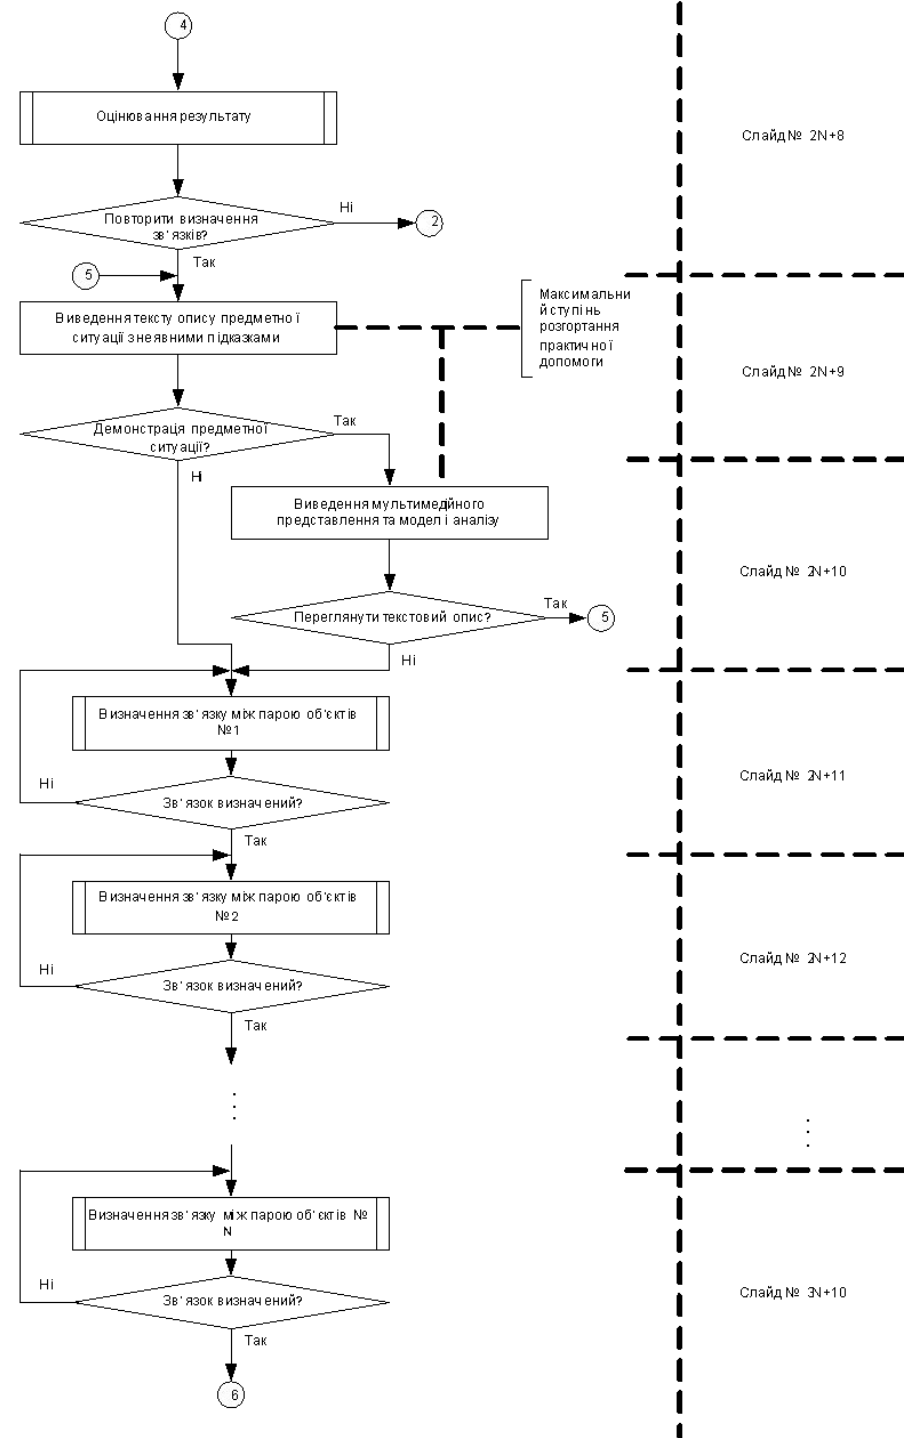 4
Оцінювання результату
Слайд № 2N+8
Ні
Повторити визначення
зв'язків?
2
Так
5
Максимальни
й ступінь
розгортання
практичної
допомоги
Виведення тексту опису предметної
ситуації з неявними підказками
Слайд № 2N+9
Так
Демонстрація предметної
ситуації?
Ні
Виведення мультимедійного
представлення та моделі аналізу
Слайд № 2N+10
Так
Переглянути текстовий опис?
5
Ні
Визначення зв'язку між парою об'єктів
№1
Слайд № 2N+11
Ні
Зв'язок визначений?
Так
Визначення зв'язку між парою об'єктів
№2
Слайд № 2N+12
Ні
Зв'язок визначений?
Так
Визначення зв'язку між парою об'єктів №
N
Слайд № 3N+10
Ні
Зв'язок визначений?
Так
6